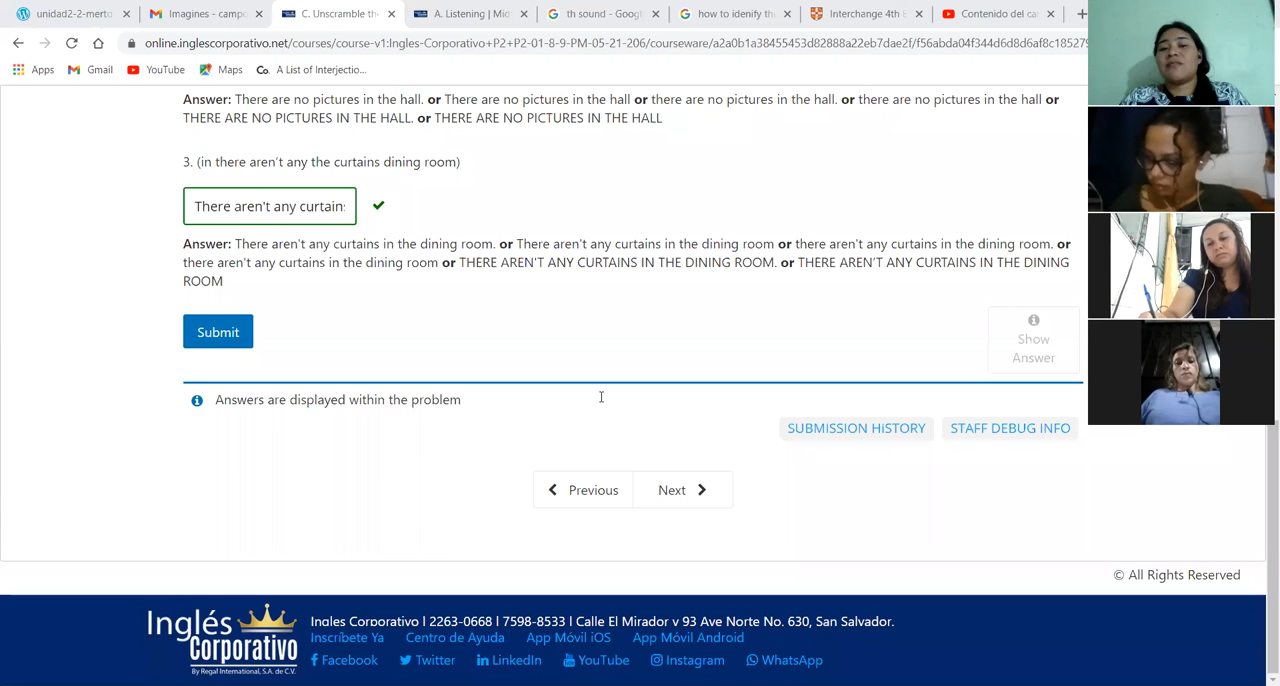 unidad2-2-merto
Imagines - campo
C. Unscramble the
A. Listening | Mid
th sound - Goog
how to idenify th
Interchange 4th E
Contenido del ca
online.inglescorporativo.net/courses/course-v1:Ingles-Corporativo+P2+P2-01-8-9-PM-05-21-206/courseware/a2a0b1a38455453d82888a22eb7dae2f/f56abda04f344d6d8d6af8c18527
Apps Gmail YouTube Maps Co. A List of Interjectio...
Answer: There are no pictures in the hall. or There are no pictures in the hall or there are no pictures in the hall. or there are no pictures in the hall or
THERE ARE NO PICTURES IN THE HALL. or THERE ARE NO PICTURES IN THE HALL
3. (in there aren't any the curtains dining room)
There aren't any curtain
Answer: There aren't any curtains in the dining room. or There aren't any curtains in the dining room or there aren't any curtains in the dining room. or
there aren't any curtains in the dining room or THERE AREN'T ANY CURTAINS IN THE DINING ROOM. or THERE AREN'T ANY CURTAINS IN THE DINING
ROOM
Submit
Show
Answer
Answers are displayed within the problem
SUBMISSION HISTORY STAFF DEBUG INFO
Previous Next
© All Rights Reserved
Inglés
Corporativo
By Regal International, S.A. de C.V.
Ingles Corporativo | 2263-0668 | 7598-8533 | Calle El Mirador y 93 Ave Norte No. 630, San Salvador.
Inscríbete Ya Centro de Ayuda App Móvil iOS App Móvil Android
Facebook Twitter LinkedIn YouTube Instagram WhatsApp